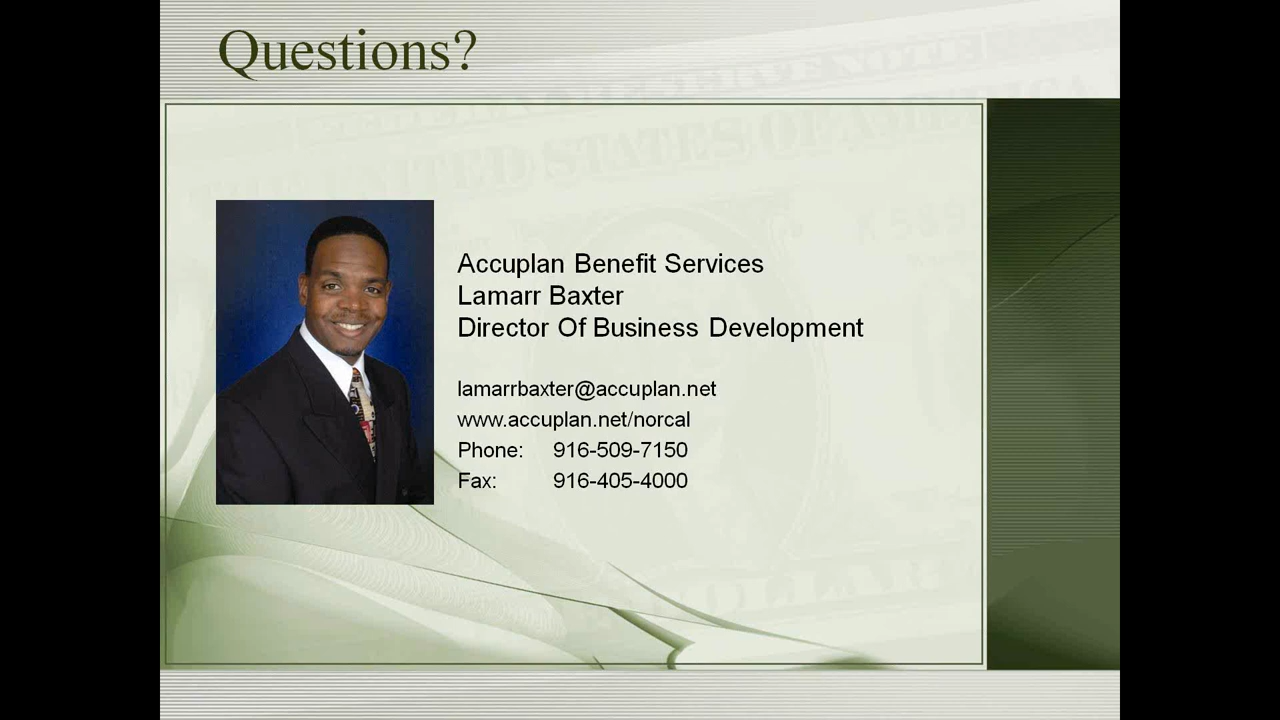 Questions?
Accuplan Benefit Services
Lamarr Baxter
Director Of Business Development
lamarrbaxter@accuplan.net
www.accuplan.net/norcal
Phone: 916-509-7150
Fax: 916-405-4000